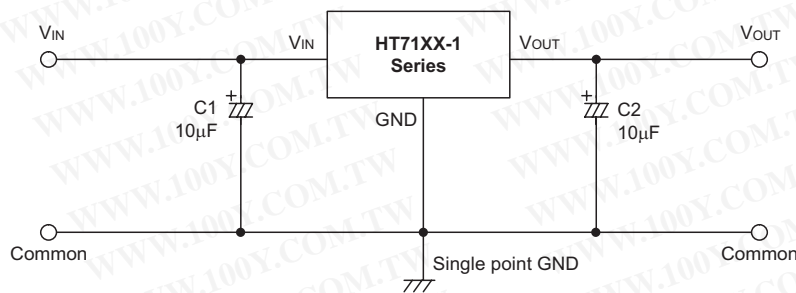 VIN
VIN
HT71XX-1
Series
VOUT
VOUT
+
C1
10μF
GND
+
C2
10μF
Common
Common
Single point GND
WWW.100Y.COM.TW